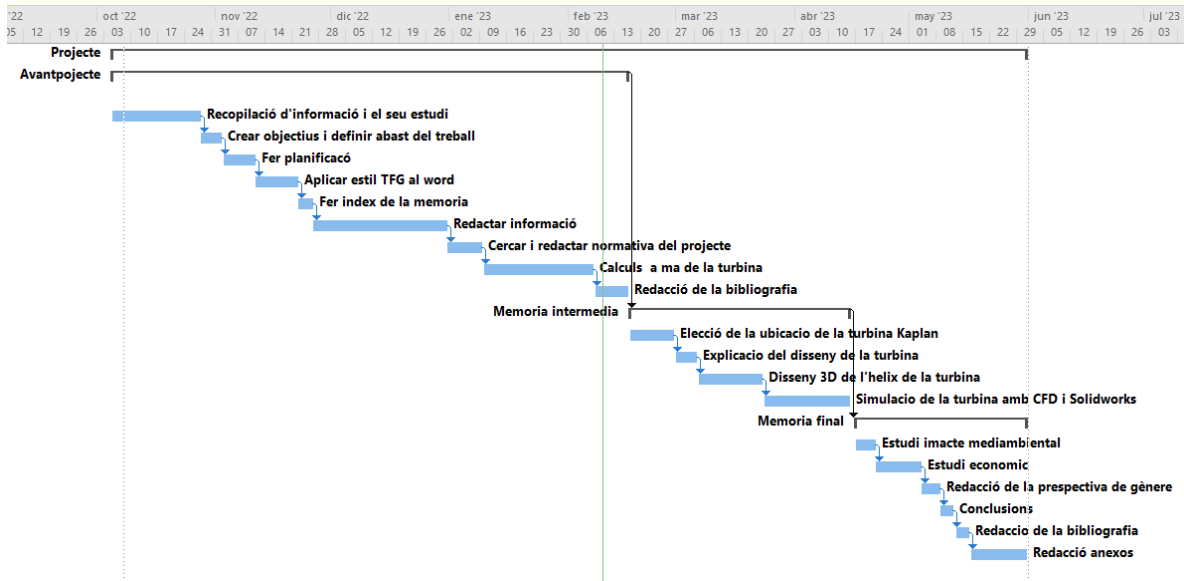 '22 oct '22 nov '22 dic '22 ene '23 feb '23 mar '23 abr '23 may '23 jun '23 jul '23
05 12 19 26 03 10 17 24 31 07 14 21 28 05 12 19 26 02 09 16 23 30 06 13 20 27 06 13 20 27 03 10 17 24 01 08 15 22 29 05 12 19 26 03
Projecte
Avantpojecte
Recopilació d'informació i el seu estudi
Crear objectius i definir abast del treball
Fer planificacó
Aplicar estil TFG al word
Fer index de la memoria
Redactar informació
Cercar i redactar normativa del projecte
Calculs a ma de la turbina
Redacció de la bibliografia
Memoria intermedia
Elecció de la ubicacio de la turbina Kaplan
Explicacio del disseny de la turbina
Disseny 3D de l'helix de la turbina
Simulacio de la turbina amb CFD i Solidworks
Memoria final
Estudi imacte mediambiental
Estudi economic
Redacció de la prespectiva de gènere
Conclusions
Redaccio de la bibliografia
Redacció anexos